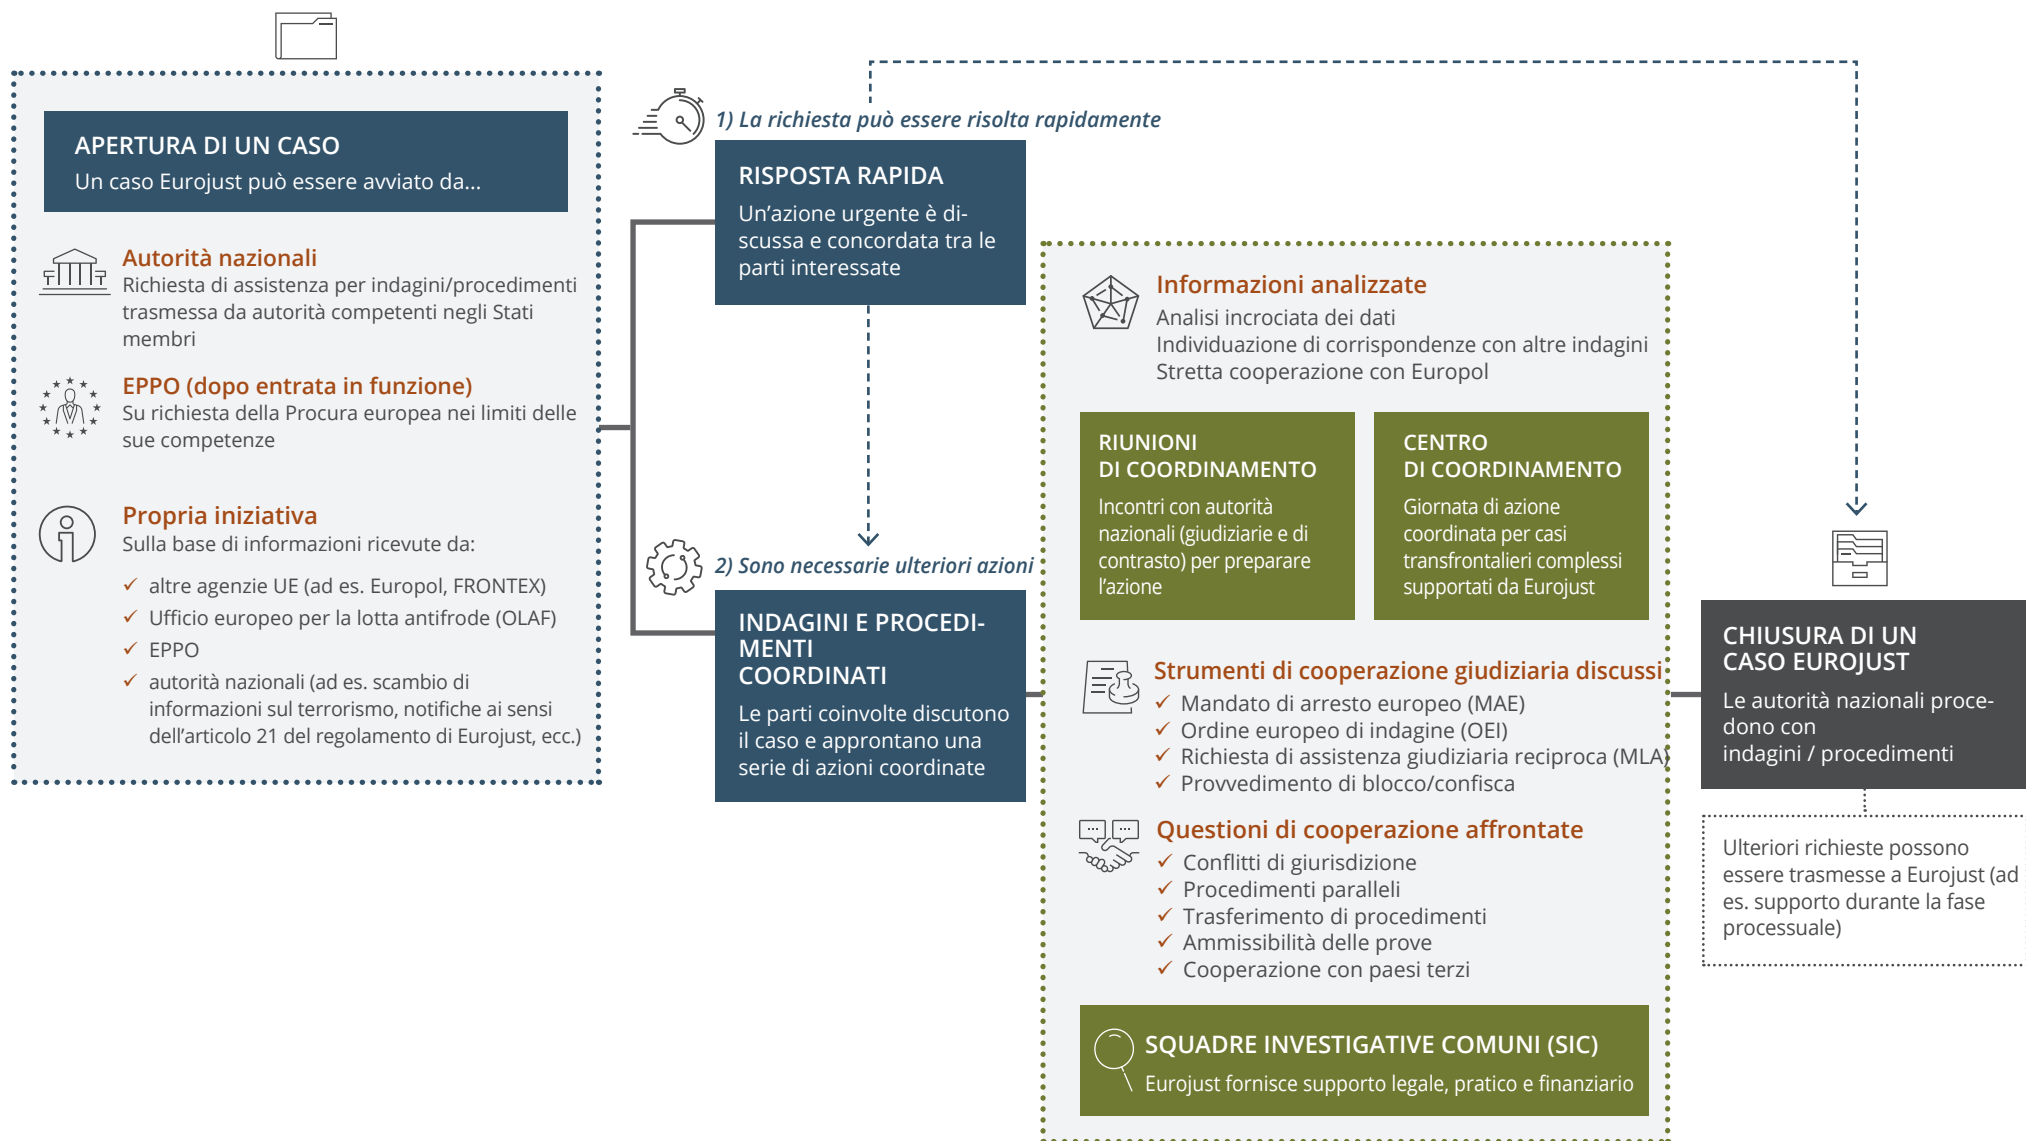 APERTURA DI UN CASO
Un caso Eurojust può essere avviato da...
Autorità nazionali
Richiesta di assistenza per indagini/procedimenti
trasmessa da autorità competenti negli Stati
membri
EPPO (dopo entrata in funzione)
Su richiesta della Procura europea nei limiti delle
sue competenze
Propria iniziativa
Sulla base di informazioni ricevute da:
✓ altre agenzie UE (ad es. Europol, FRONTEX)
✓ Ufficio europeo per la lotta antifrode (OLAF)
✓ EPPO
✓ autorità nazionali (ad es. scambio di
informazioni sul terrorismo, notifiche ai sensi
dell’articolo 21 del regolamento di Eurojust, ecc.)
1) La richiesta può essere risolta rapidamente
RISPOSTA RAPIDA
Un’azione urgente è di-
scussa e concordata tra le
parti interessate
2) Sono necessarie ulteriori azioni
INDAGINI E PROCEDI-
MENTI
COORDINATI
Le parti coinvolte discutono
il caso e approntano una
serie di azioni coordinate
Informazioni analizzate
Analisi incrociata dei dati
Individuazione di corrispondenze con altre indagini
Stretta cooperazione con Europol
RIUNIONI
DI COORDINAMENTO
Incontri con autorità
nazionali (giudiziarie e di
contrasto) per preparare
l’azione
CENTRO
DI COORDINAMENTO
Giornata di azione
coordinata per casi
transfrontalieri complessi
supportati da Eurojust
Strumenti di cooperazione giudiziaria discussi
✓ Mandato di arresto europeo (MAE)
✓ Ordine europeo di indagine (OEI)
✓ Richiesta di assistenza giudiziaria reciproca (MLA)
✓ Provvedimento di blocco/confisca
Questioni di cooperazione affrontate
✓ Conflitti di giurisdizione
✓ Procedimenti paralleli
✓ Trasferimento di procedimenti
✓ Ammissibilità delle prove
✓ Cooperazione con paesi terzi
SQUADRE INVESTIGATIVE COMUNI (SIC)
Eurojust fornisce supporto legale, pratico e finanziario
CHIUSURA DI UN
CASO EUROJUST
Le autorità nazionali proce-
dono con
indagini / procedimenti
Ulteriori richieste possono
essere trasmesse a Eurojust (ad
es. supporto durante la fase
processuale)